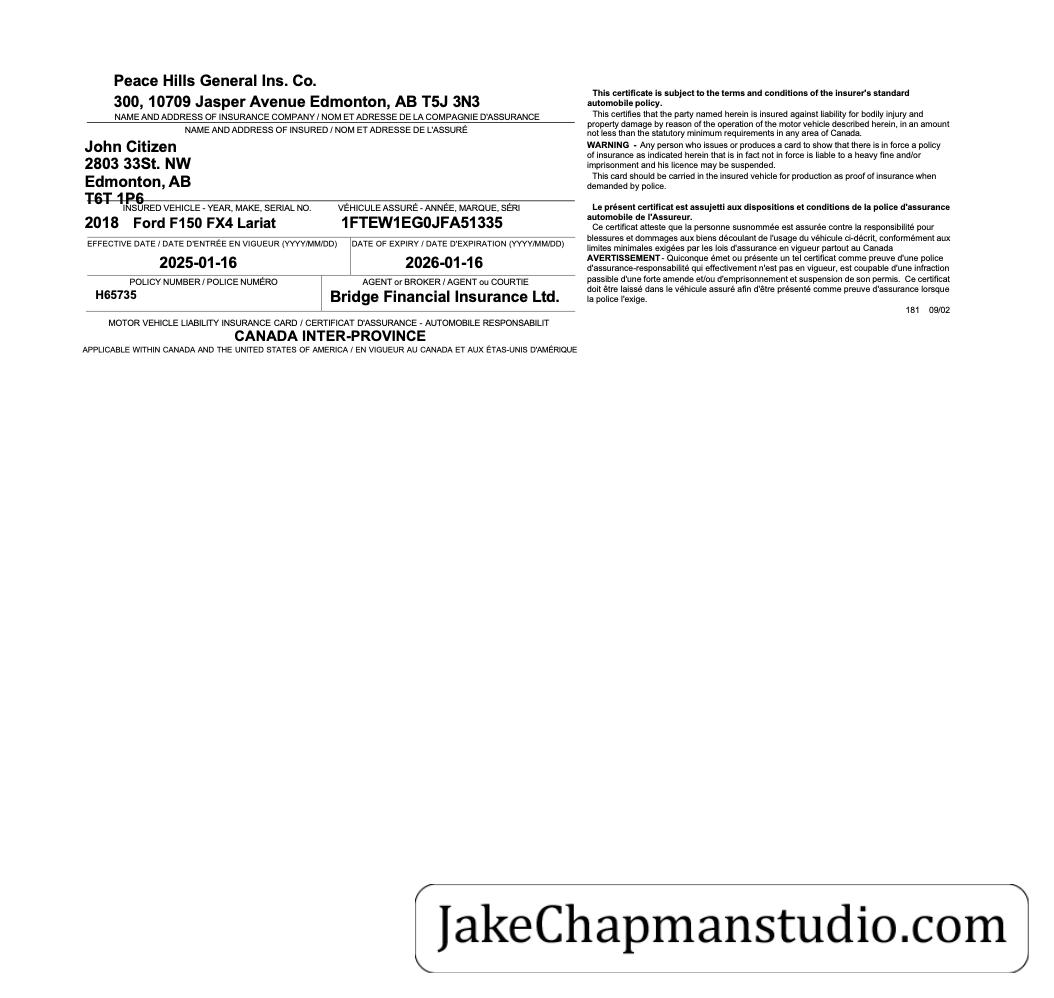 Peace Hills General Ins. Co.
300, 10709 Jasper Avenue Edmonton, AB T5J 3N3
NAME AND ADDRESS OF INSURANCE COMPANY / NOM ET ADRESSE DE LA COMPAGNIE D'ASSURANCE
NAME AND ADDRESS OF INSURED / NOM ET ADRESSE DE L'ASSURÉ
John Citizen
2803 33St. NW
Edmonton, AB
T6T 1P6
INSURED VEHICLE - YEAR, MAKE, SERIAL NO. VÉHICULE ASSURÉ - ANNÉE, MARQUE, SÉRI
2018 Ford F150 FX4 Lariat 1FTEW1EG0JFA51335
EFFECTIVE DATE / DATE D'ENTRÉE EN VIGUEUR (YYYY/MM/DD) DATE OF EXPIRY / DATE D'EXPIRATION (YYYY/MM/DD)
2025-01-16 2026-01-16
POLICY NUMBER / POLICE NUMÉRO AGENT or BROKER / AGENT ou COURTIE
H65735 Bridge Financial Insurance Ltd.
MOTOR VEHICLE LIABILITY INSURANCE CARD / CERTIFICAT D'ASSURANCE - AUTOMOBILE RESPONSABILIT
CANADA INTER-PROVINCE
APPLICABLE WITHIN CANADA AND THE UNITED STATES OF AMERICA / EN VIGUEUR AU CANADA ET AUX ÉTAS-UNIS D'AMÉRIQUE
This certificate is subject to the terms and conditions of the insurer's standard
automobile policy.
This certifies that the party named herein is insured against liability for bodily injury and
property damage by reason of the operation of the motor vehicle described herein, in an amount
not less than the statutory minimum requirements in any area of Canada.
WARNING - Any person who issues or produces a card to show that there is in force a policy
of insurance as indicated herein that is in fact not in force is liable to a heavy fine and/or
imprisonment and his licence may be suspended.
This card should be carried in the insured vehicle for production as proof of insurance when
demanded by police.
Le présent certificat est assujetti aux dispositions et conditions de la police d'assurance
automobile de l'Assureur.
Ce certificat atteste que la personne susnommée est assurée contre la responsibilité pour
blessures et dommages aux biens découlant de l'usage du véhicule ci-décrit, conformément aux
limites minimales exigées par les lois d'assurance en vigueur partout au Canada
AVERTISSEMENT - Quiconque émet ou présente un tel certificat comme preuve d'une police
d'assurance-responsabilité qui effectivement n'est pas en vigueur, est coupable d'une infraction
passible d'une forte amende et/ou d'emprisonnement et suspension de son permis. Ce certificat
doit être laissé dans le véhicule assuré afin d'être présenté comme preuve d'assurance lorsque
la police l'exige.
181 09/02
JakeChapmanstudio.com